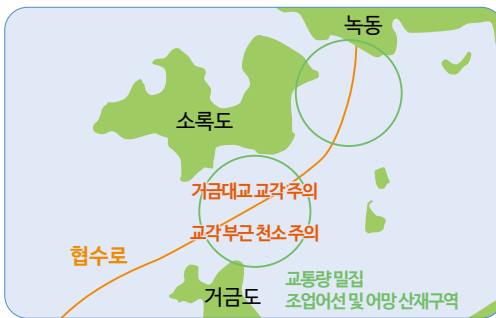 녹동
소록도
거금대교 교각 주의
교각 부근 천소 주의
협수로
거금도
교통량 밀집
조업어선 및 어망 산재구역